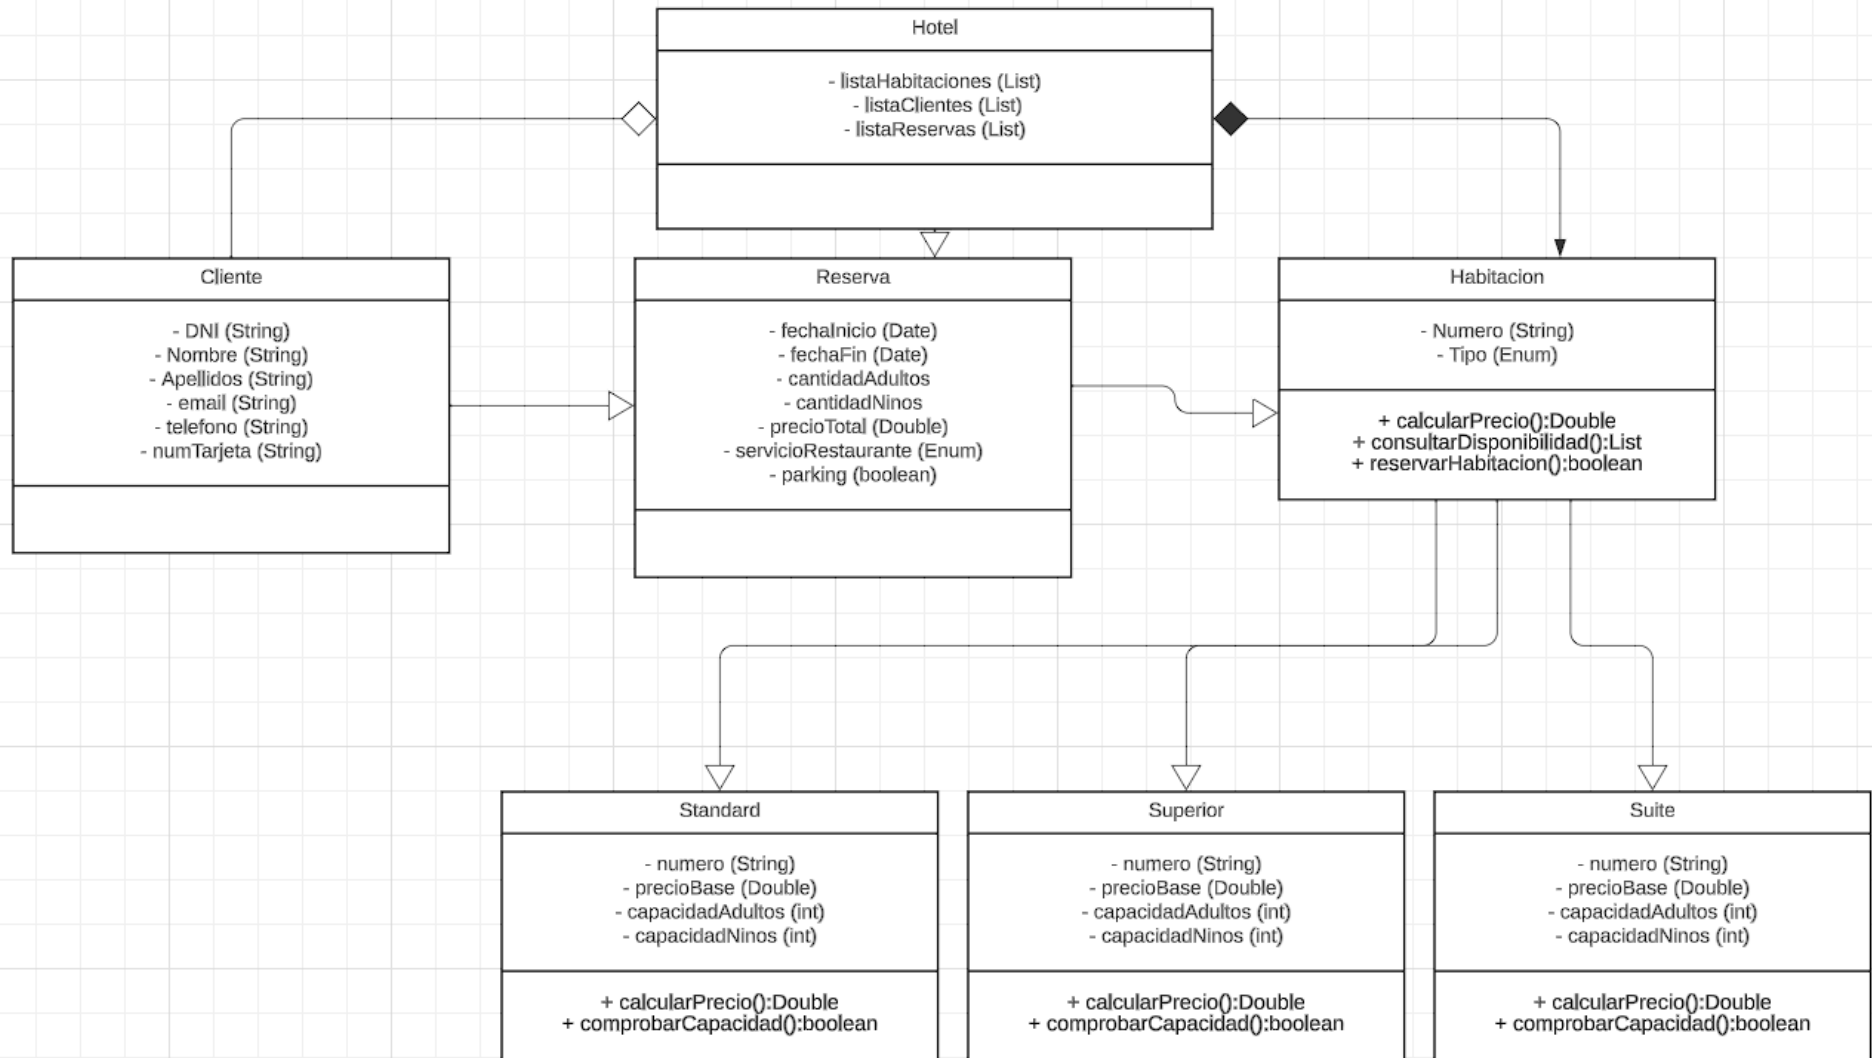 Hotel
- listaHabitaciones (List)
- listaClientes (List)
- listaReservas (List)
Cliente
- DNI (String)
- Nombre (String)
- Apellidos (String)
- email (String)
- telefono (String)
- numTarjeta (String)
Reserva
- fechaInicio (Date)
- fechaFin (Date)
- cantidadAdultos
- cantidadNinos
- precioTotal (Double)
- servicioRestaurante (Enum)
- parking (boolean)
Habitacion
- Numero (String)
- Tipo (Enum)
+ calcularPrecio():Double
+ consultarDisponibilidad():List
+ reservarHabitacion():boolean
Standard
- numero (String)
- precioBase (Double)
- capacidadAdultos (int)
- capacidadNinos (int)
+ calcularPrecio():Double
+ comprobarCapacidad():boolean
Superior
- numero (String)
- precioBase (Double)
- capacidadAdultos (int)
- capacidadNinos (int)
+ calcularPrecio():Double
+ comprobarCapacidad():boolean
Suite
- numero (String)
- precioBase (Double)
- capacidadAdultos (int)
- capacidadNinos (int)
+ calcularPrecio():Double
+ comprobarCapacidad():boolean